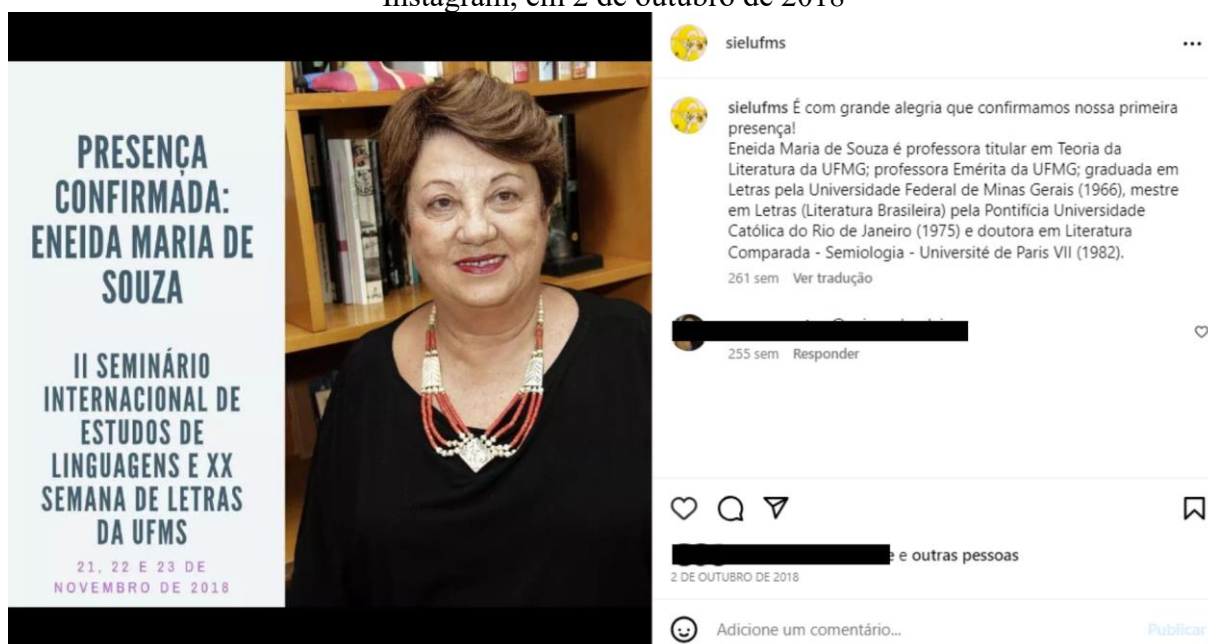 Instagram, em 2 de outubro de 2018
PRESENÇA
CONFIRMADA:
ENEIDA MARIA DE
SOUZA
II SEMINÁRIO
INTERNACIONAL DE
ESTUDOS DE
LINGUAGENS E XX
SEMANA DE LETRAS
DA UFMS
21, 22 E 23 DE
NOVEMBRO DE 2018
sielufms
sielufms É com grande alegria que confirmamos nossa primeira
presença!
Eneida Maria de Souza é professora titular em Teoria da
Literatura da UFMG; professora Emérita da UFMG; graduada em
Letras pela Universidade Federal de Minas Gerais (1966), mestre
em Letras (Literatura Brasileira) pela Pontifícia Universidade
Católica do Rio de Janeiro (1975) e doutora em Literatura
Comparada - Semiologia - Université de Paris VII (1982).
261 sem Ver tradução
255 sem Responder
e outras pessoas
2 DE OUTUBRO DE 2018
Adicione um comentário...
Publicar